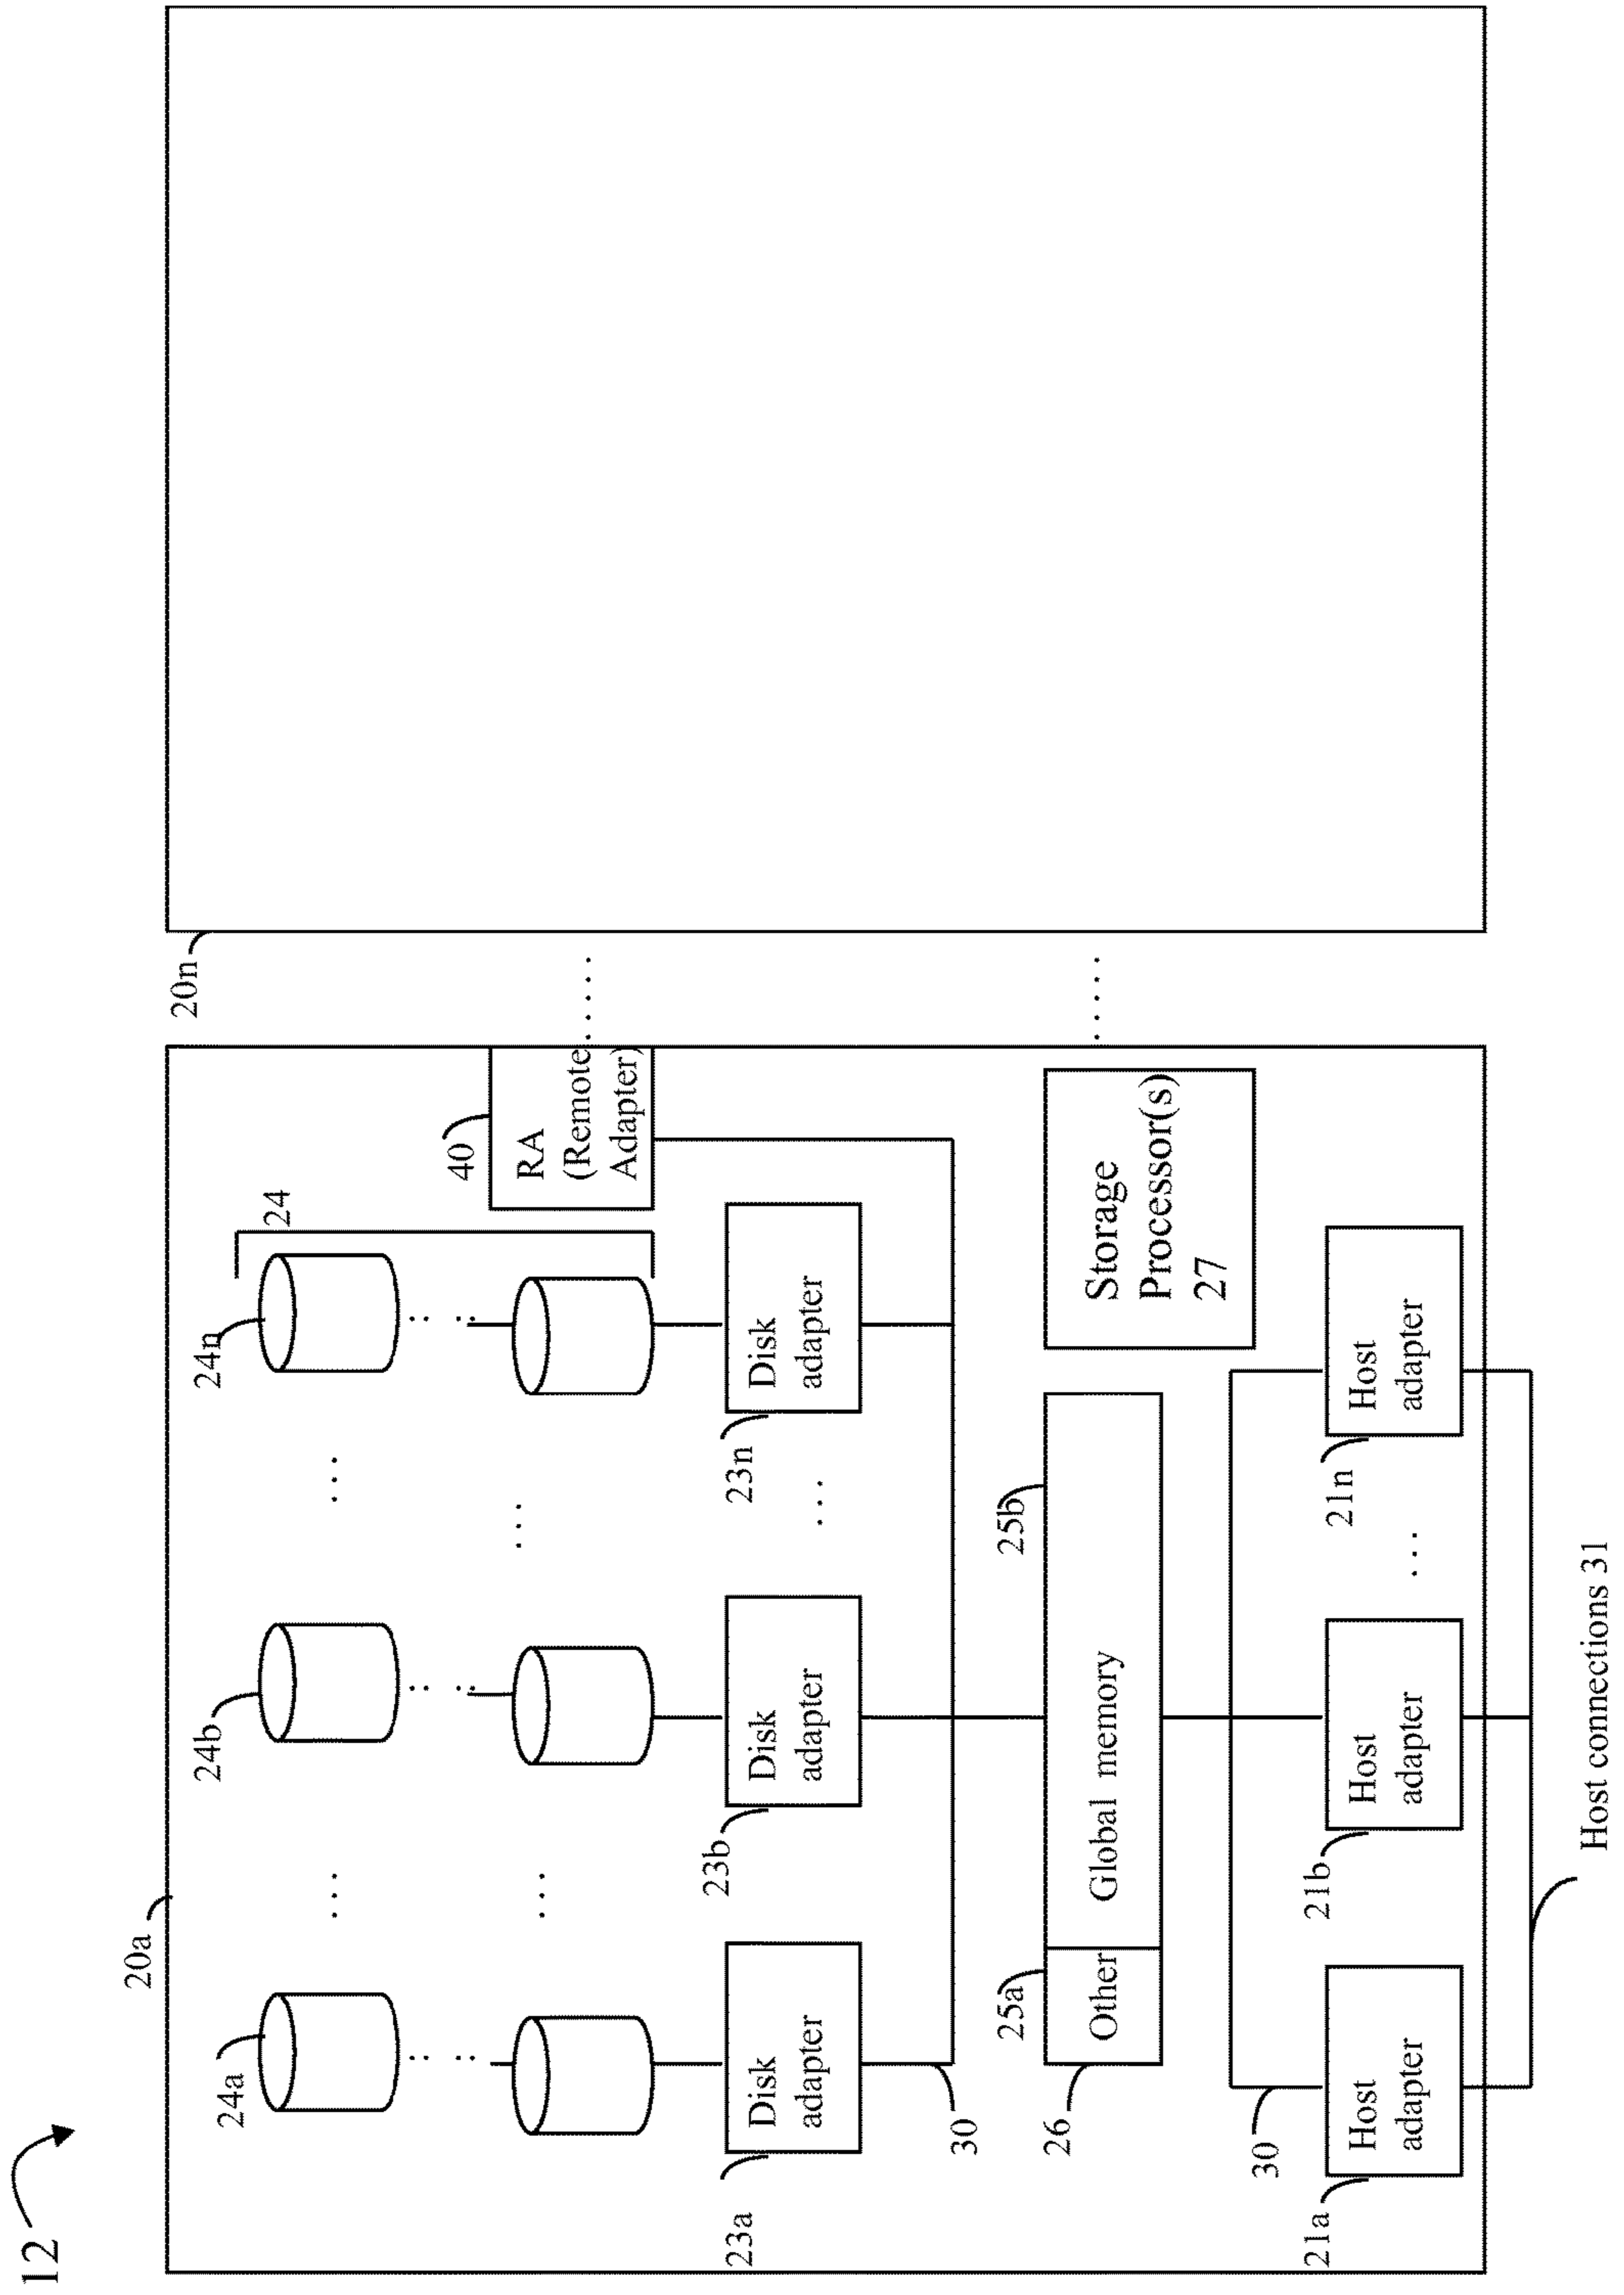 12
20a
20n
24a
24b
24n
24
40
RA
(Remote
Adapter)
23a
Disk
adapter
23b
Disk
adapter
23n
Disk
adapter
30
25a
25b
26
Other
Global memory
Storage
Processor(s)
27
30
21a
Host
adapter
21b
Host
adapter
21n
Host
adapter
Host connections 31